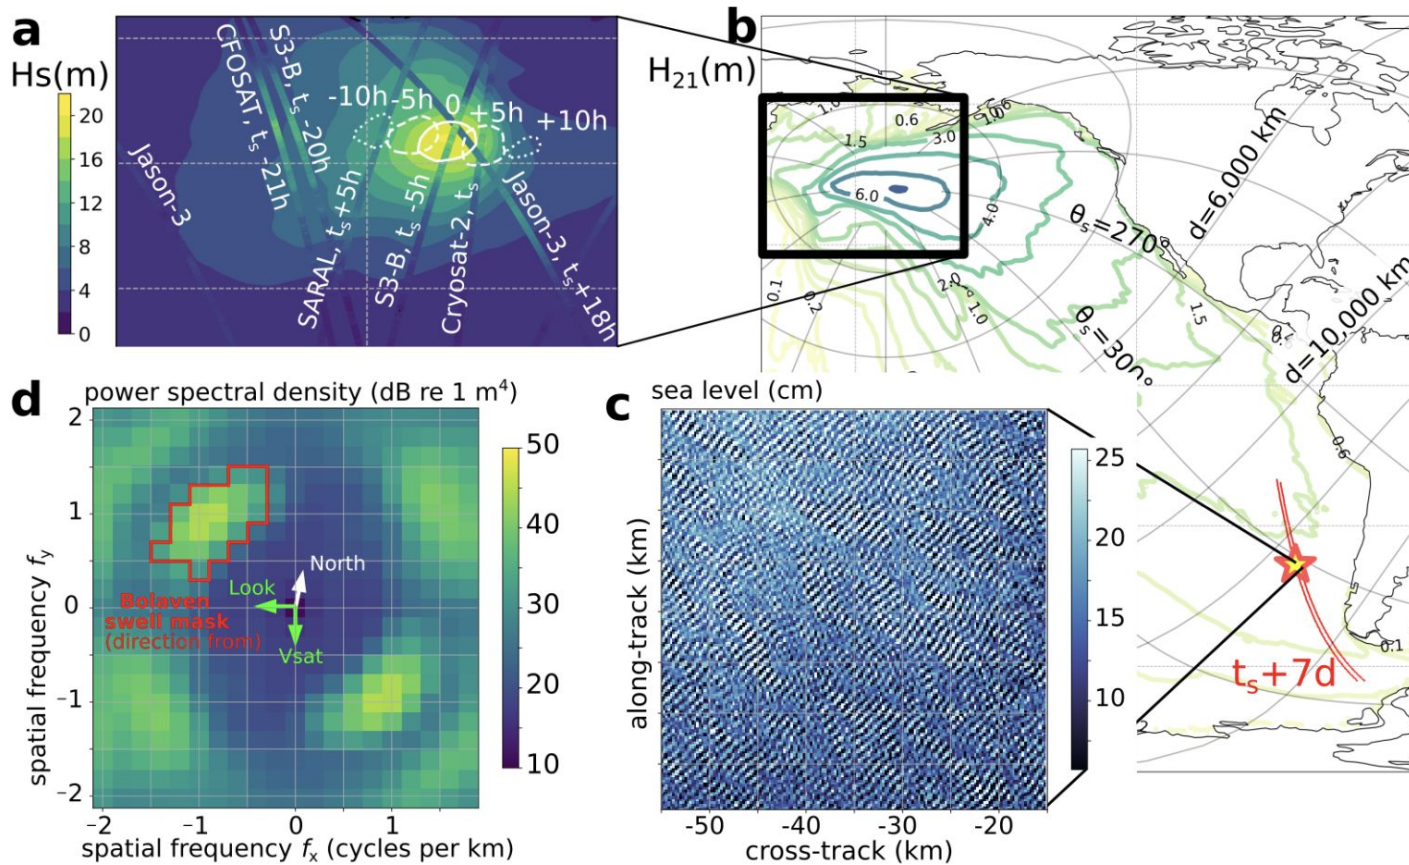 a
Hs(m)
20
16
12
8
4
0
CFOSAT, tₛ -21h
S3-B, tₛ -20h
-10h
-5h
0
+5h
+10h
Jason-3
SARAL, tₛ +5h
S3-B, tₛ -5h
Cryosat-2, tₛ
Jason-3, tₛ+18h
b
H₂₁(m)
1.0
0.6
1.0
1.5
3.0
6.0
4.0
2.0
1.0
0.1
0.2
1.5
0.6
0.1
θₛ=270°
θₛ=300°
d=6,000 km
d=10,000 km
tₛ+7d
d
power spectral density (dB re 1 m⁴)
2
1
0
−1
−2
spatial frequency fᵧ
−2
−1
0
1
spatial frequency fₓ (cycles per km)
50
40
30
20
10
North
Look
Vsat
Bolaven
swell mask
(direction from)
c
sea level (cm)
25
20
15
10
along-track (km)
-50
-40
-30
-20
cross-track (km)